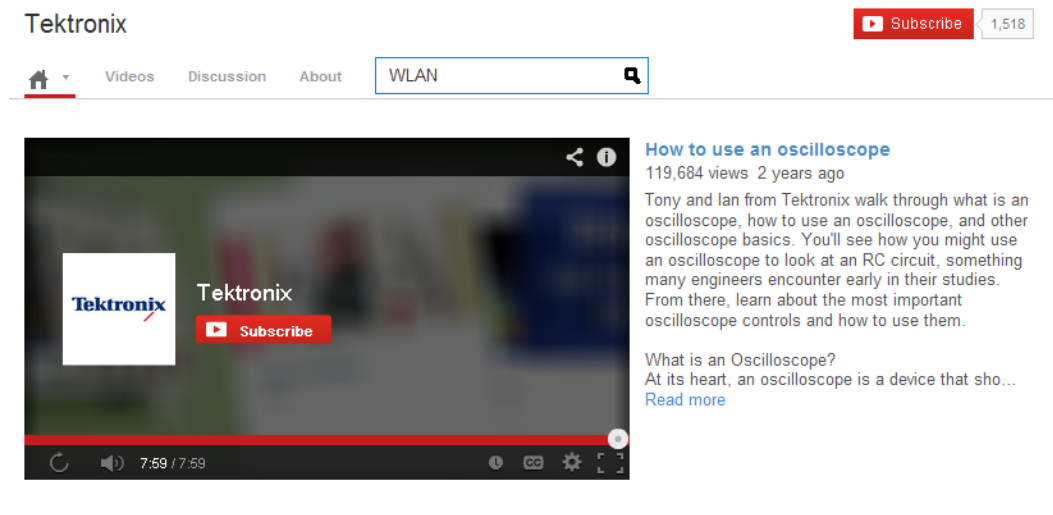 Tektronix
Subscribe 1,518
Videos Discussion About WLAN
How to use an oscilloscope
119,684 views 2 years ago
Tony and Ian from Tektronix walk through what is an
oscilloscope, how to use an oscilloscope, and other
oscilloscope basics. You'll see how you might use
an oscilloscope to look at an RC circuit, something
many engineers encounter early in their studies.
From there, learn about the most important
oscilloscope controls and how to use them.
What is an Oscilloscope?
At its heart, an oscilloscope is a device that sho...
Read more
Tektronix
Tektronix
Subscribe
7:59 / 7:59
CC